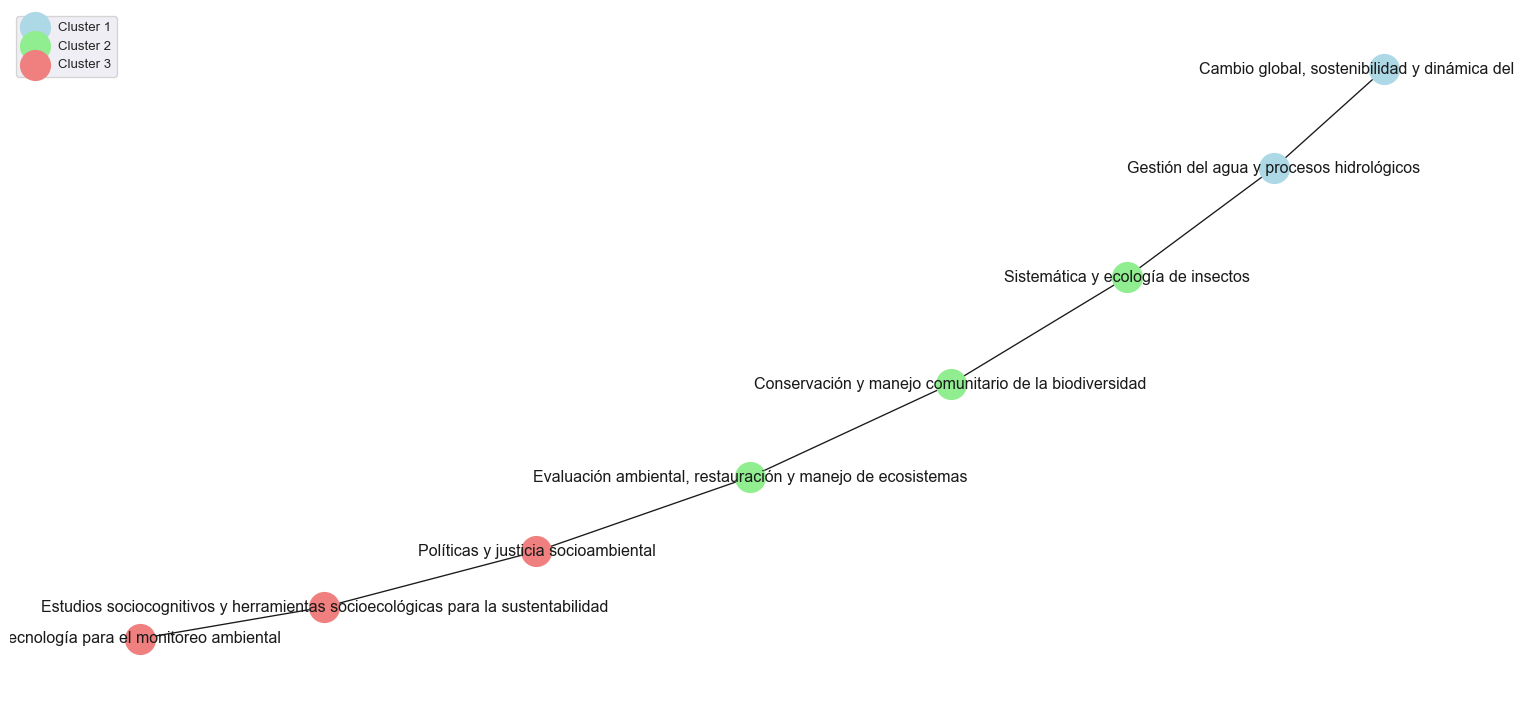 Cluster 1
Cluster 2
Cluster 3
Cambio global, sostenibilidad y dinámica del
Gestión del agua y procesos hidrológicos
Sistemática y ecología de insectos
Conservación y manejo comunitario de la biodiversidad
Evaluación ambiental, restauración y manejo de ecosistemas
Políticas y justicia socioambiental
Estudios sociocognitivos y herramientas socioecológicas para la sustentabilidad
ecnología para el monitoreo ambiental